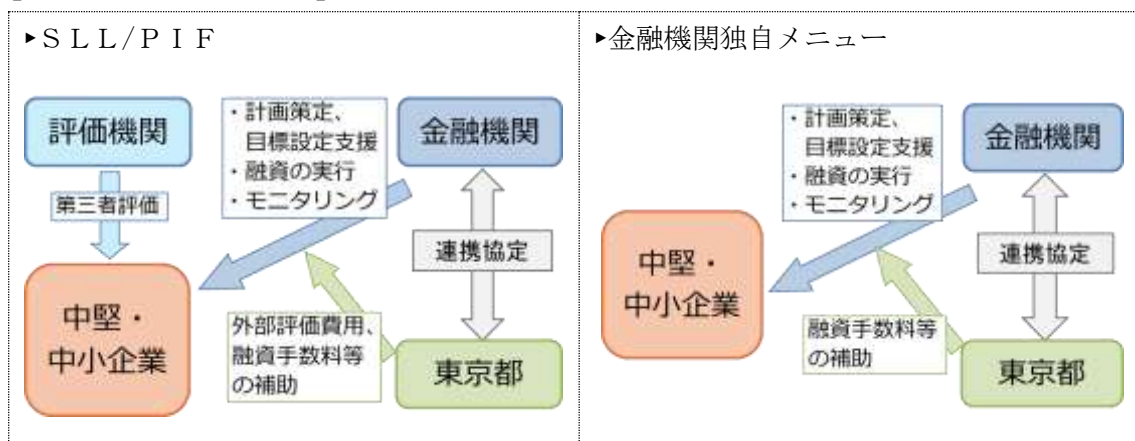 ▸ＳＬＬ/ＰＩＦ
評価機関
第三者評価
・計画策定、
目標設定支援
・融資の実行
・モニタリング
金融機関
連携協定
中堅・
中小企業
外部評価費用、
融資手数料等
の補助
東京都
▸金融機関独自メニュー
・計画策定、
目標設定支援
・融資の実行
・モニタリング
金融機関
連携協定
中堅・
中小企業
融資手数料等
の補助
東京都